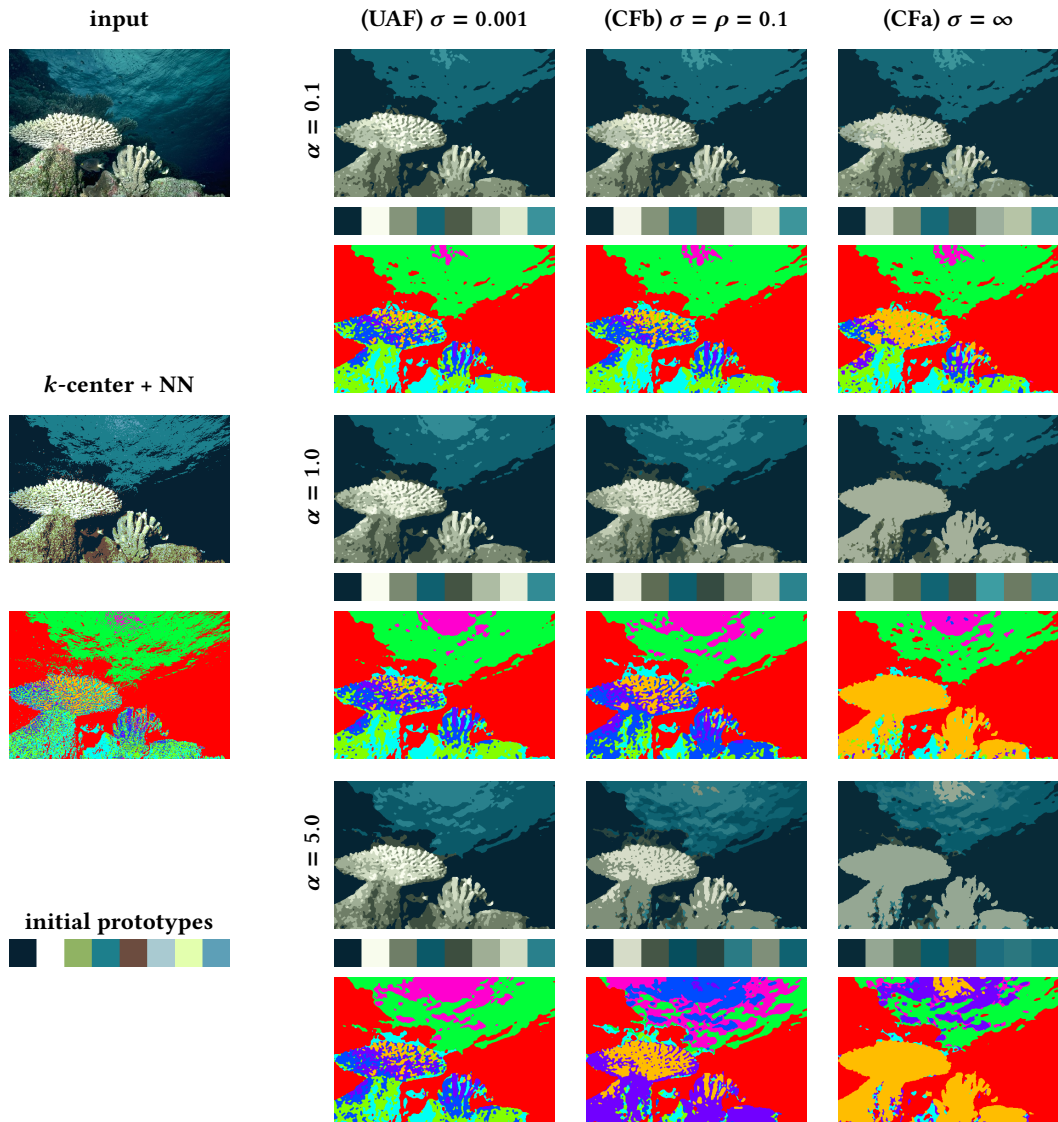 input
(UAF) σ = 0.001
(CFb) σ = ρ = 0.1
(CFa) σ = ∞
α = 0.1
k-center + NN
α = 1.0
α = 5.0
initial prototypes